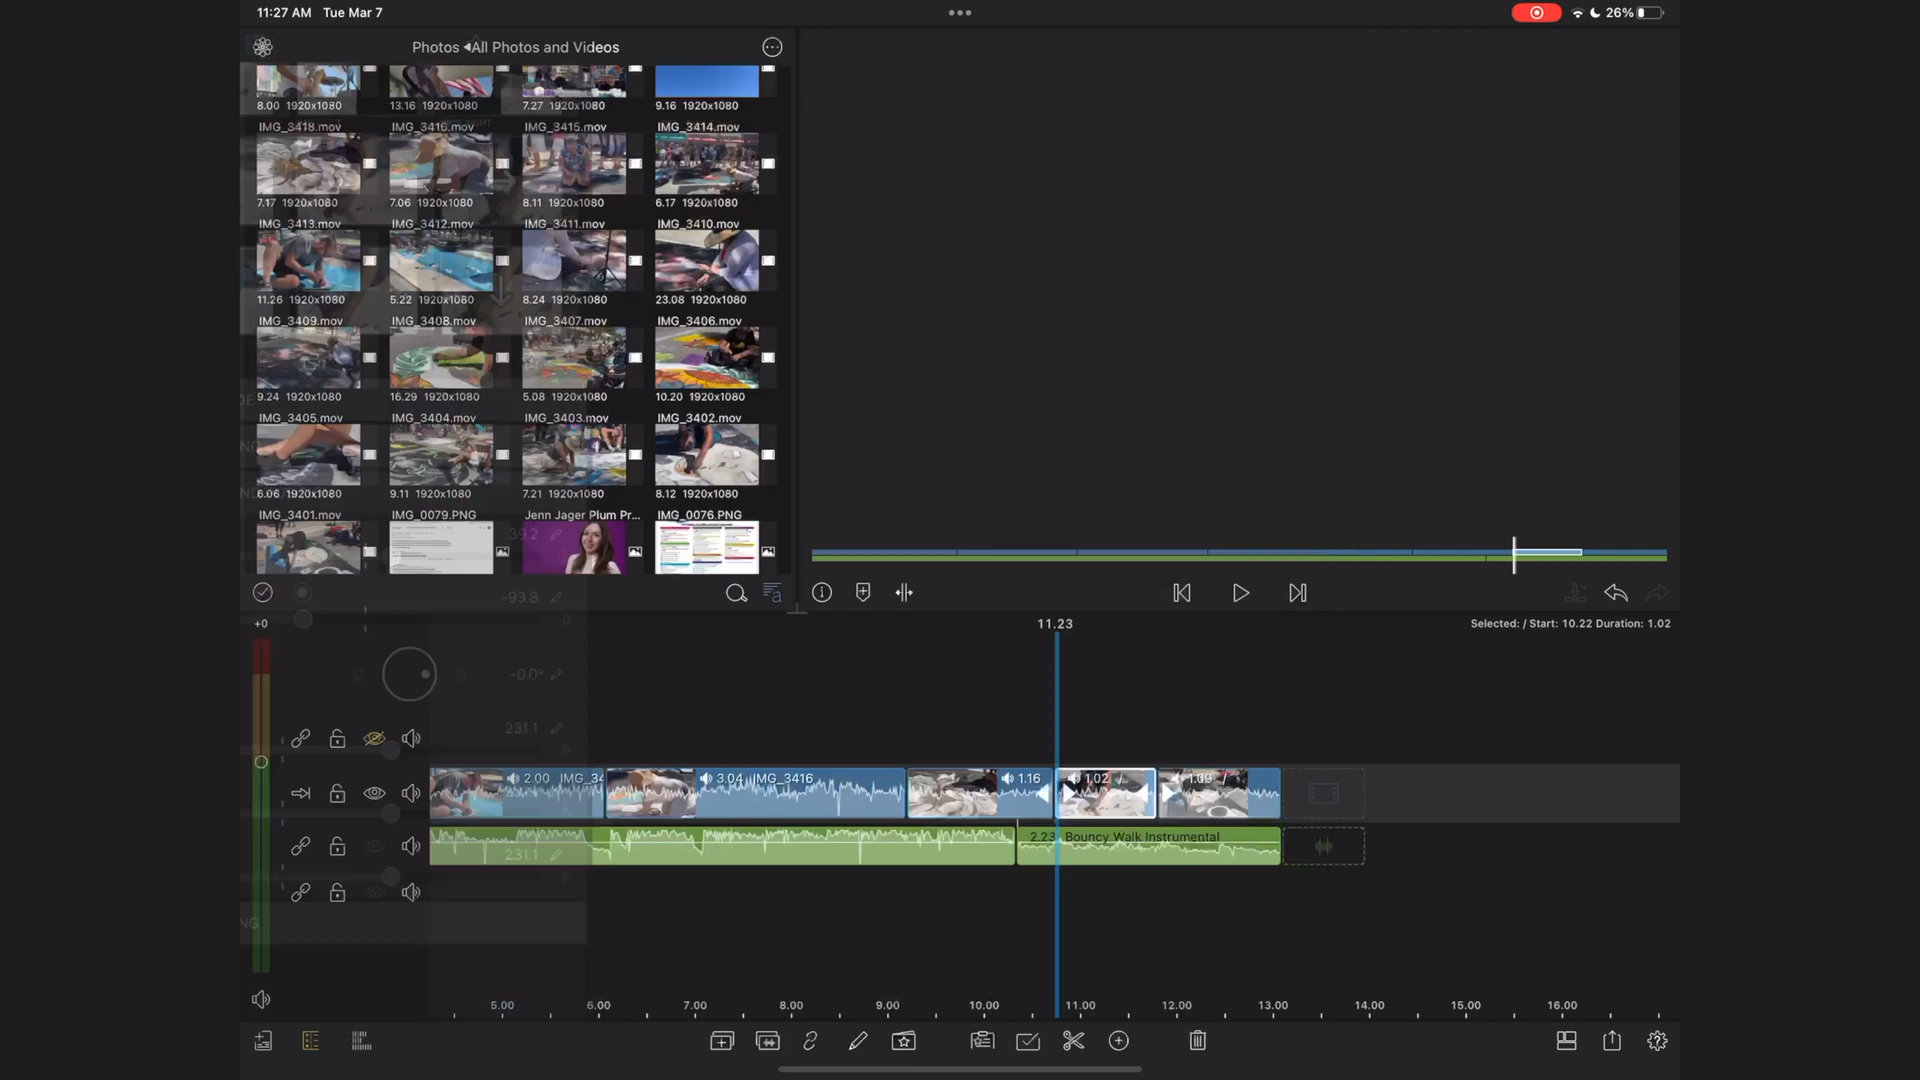 11:27 AM Tue Mar 7
26%
Photos ◀All Photos and Videos
8.00 1920x1080 13.16 1920x1080 7.27 1920x1080 9.16 1920x1080
IMG_3418.mov IMG_3416.mov IMG_3415.mov IMG_3414.mov
7.17 1920x1080 7.06 1920x1080 8.11 1920x1080 6.17 1920x1080
IMG_3413.mov IMG_3412.mov IMG_3411.mov IMG_3410.mov
11.26 1920x1080 5.22 1920x1080 8.24 1920x1080 23.08 1920x1080
IMG_3409.mov IMG_3408.mov IMG_3407.mov IMG_3406.mov
9.24 1920x1080 16.29 1920x1080 5.08 1920x1080 10.20 1920x1080
IMG_3405.mov IMG_3404.mov IMG_3403.mov IMG_3402.mov
6.06 1920x1080 9.11 1920x1080 7.21 1920x1080 8.12 1920x1080
IMG_3401.mov IMG_0079.PNG Jenn Jager Plum Pr... IMG_0076.PNG
39.2
-93.8
+0
11.23
Selected: / Start: 10.22 Duration: 1.02
-0.0°
231.1
2.00 IMG_34
3.04 IMG_3416
1.16
1.02 /...
1.09 /
2.23 Bouncy Walk Instrumental
231.1
NG
5.00 6.00 7.00 8.00 9.00 10.00 11.00 12.00 13.00 14.00 15.00 16.00